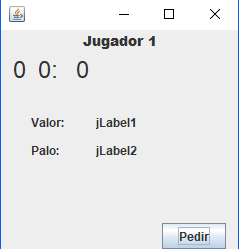 Jugador 1
0 0: 0
Valor: jLabel1
Palo: jLabel2
Pedir